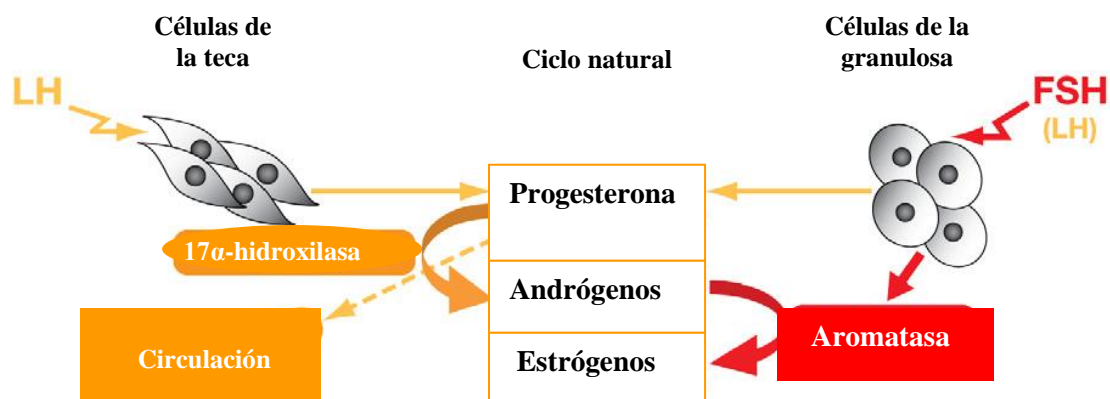 Células de
la teca
Ciclo natural
Células de la
granulosa
LH
FSH
(LH)
Progesterona
17α-hidroxilasa
Andrógenos
Aromatasa
Circulación
Estrógenos